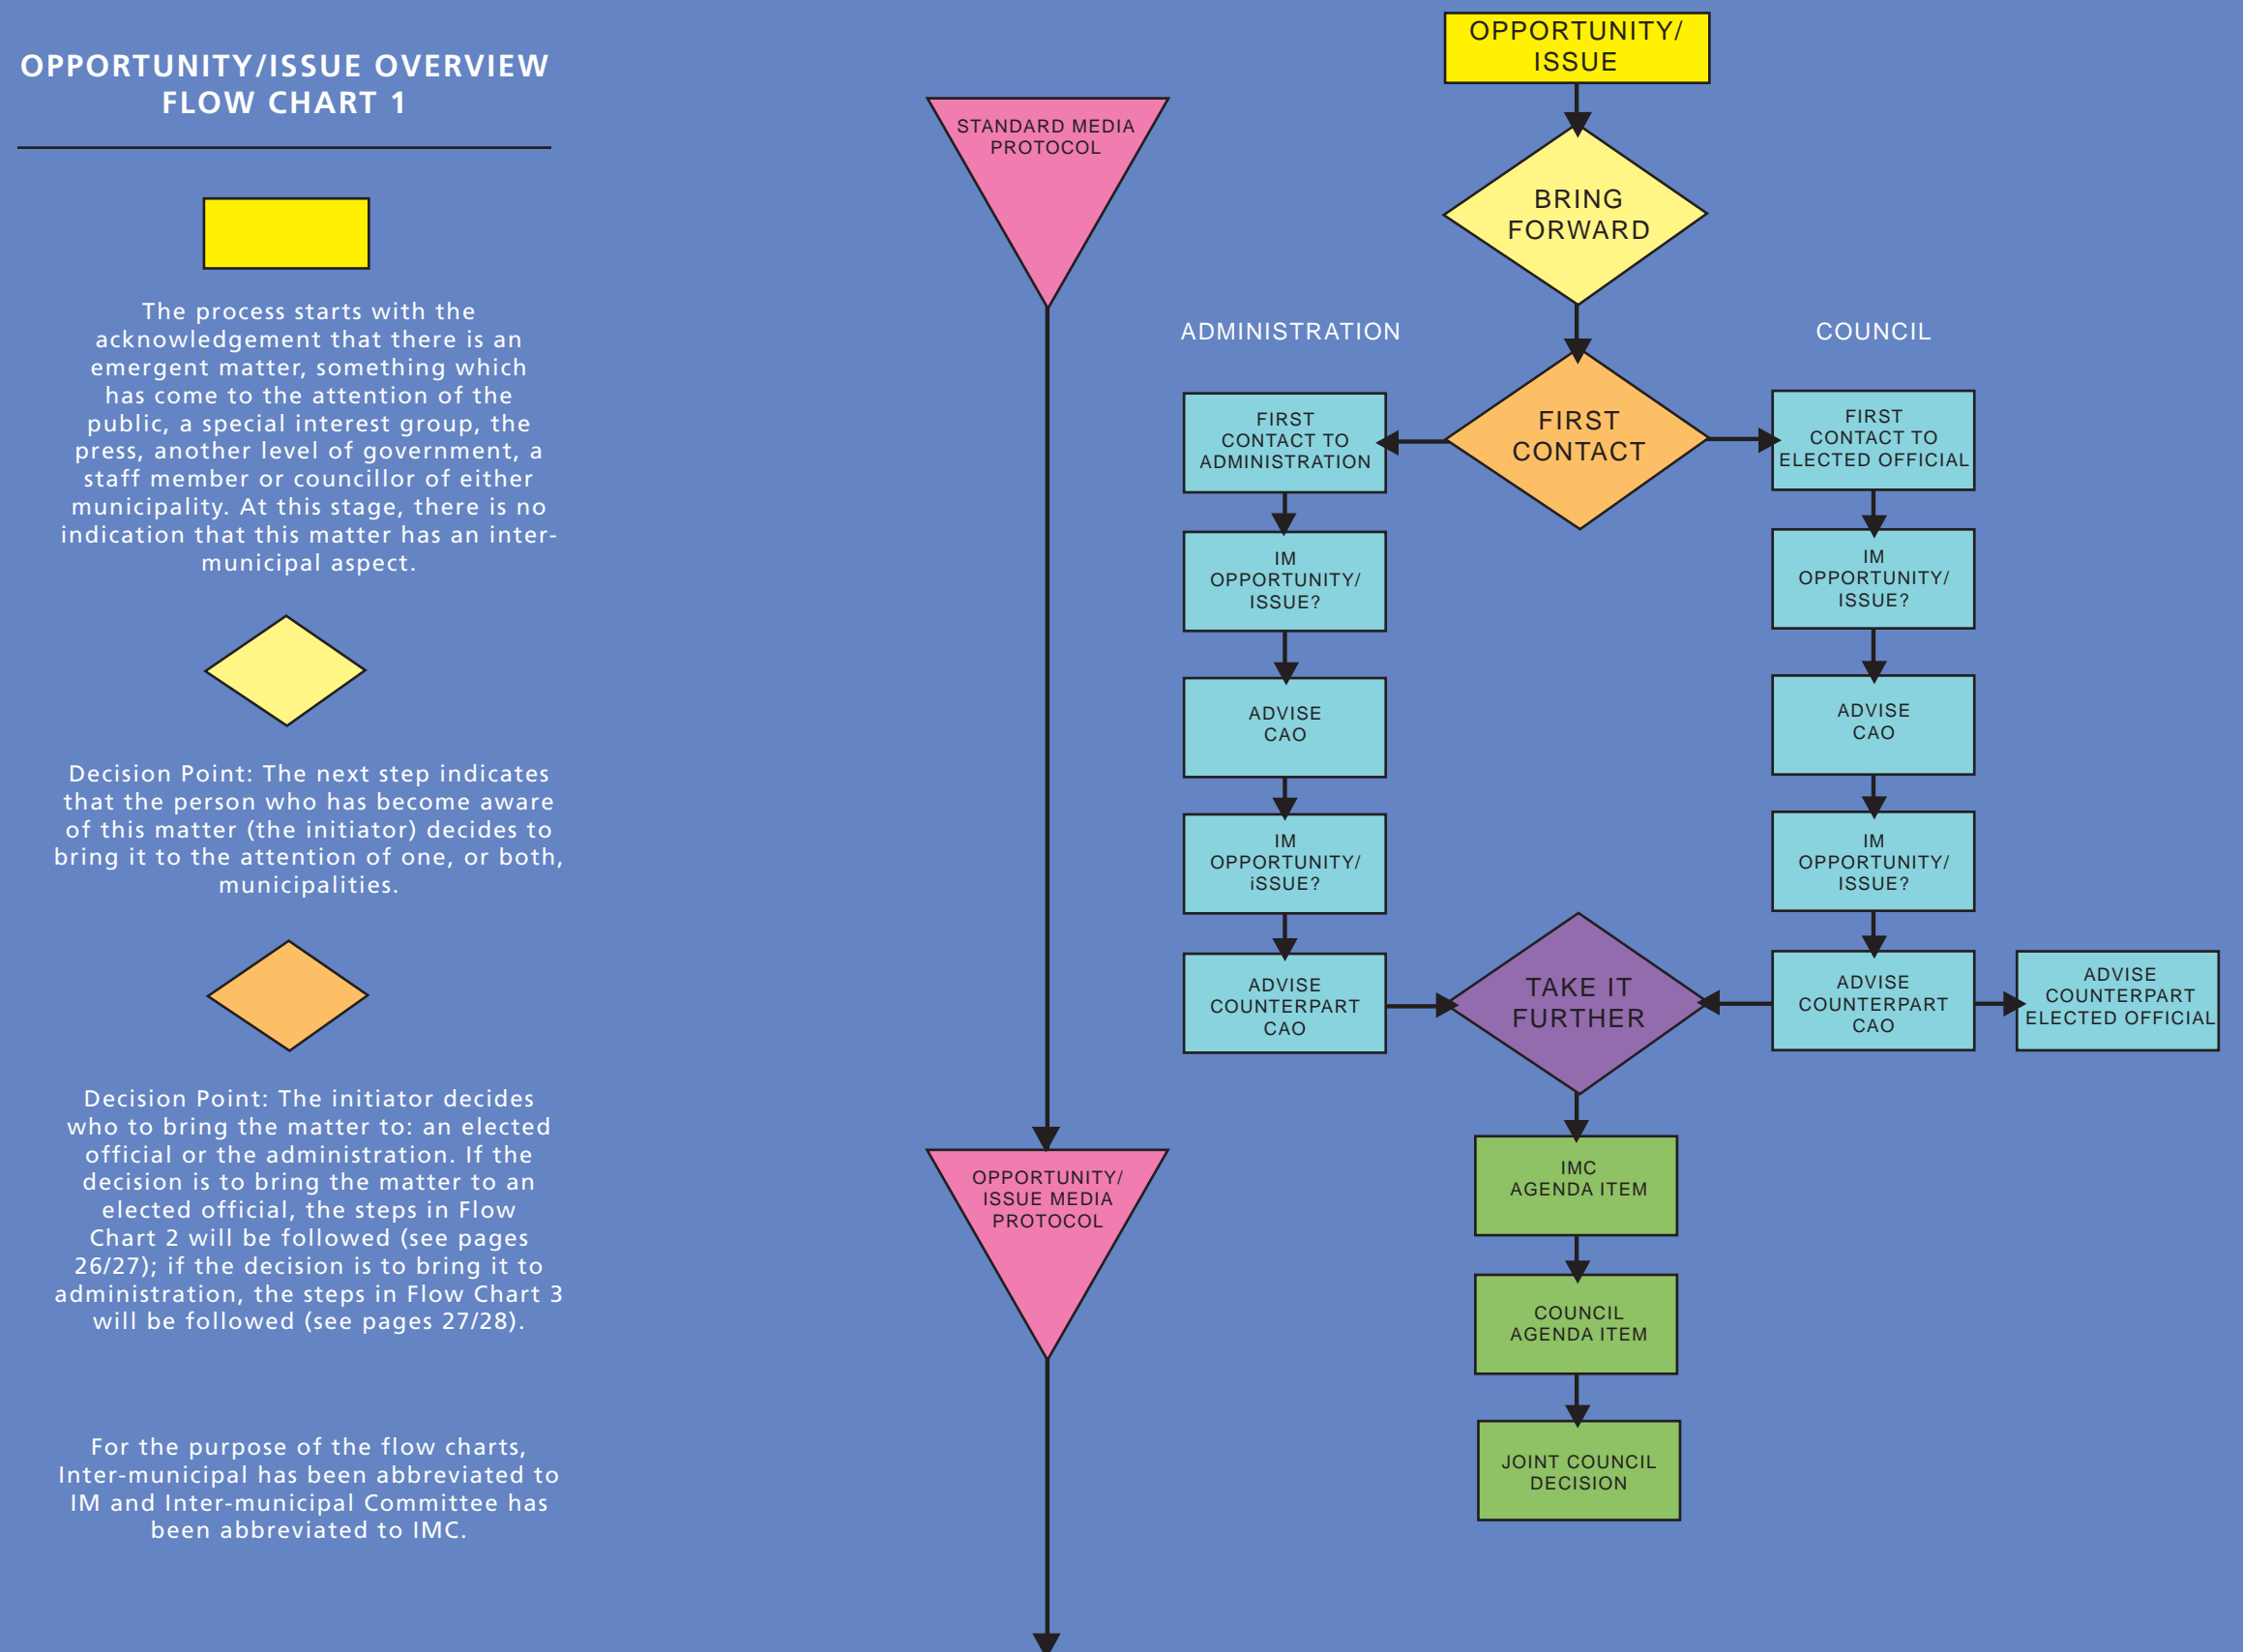 OPPORTUNITY/ISSUE OVERVIEW
FLOW CHART 1
The process starts with the
acknowledgement that there is an
emergent matter, something which
has come to the attention of the
public, a special interest group, the
press, another level of government, a
staff member or councillor of either
municipality. At this stage, there is no
indication that this matter has an inter-
municipal aspect.
Decision Point: The next step indicates
that the person who has become aware
of this matter (the initiator) decides to
bring it to the attention of one, or both,
municipalities.
Decision Point: The initiator decides
who to bring the matter to: an elected
official or the administration. If the
decision is to bring the matter to an
elected official, the steps in Flow
Chart 2 will be followed (see pages
26/27); if the decision is to bring it to
administration, the steps in Flow Chart 3
will be followed (see pages 27/28).
For the purpose of the flow charts,
Inter-municipal has been abbreviated to
IM and Inter-municipal Committee has
been abbreviated to IMC.
STANDARD MEDIA
PROTOCOL
OPPORTUNITY/
ISSUE MEDIA
PROTOCOL
OPPORTUNITY/
ISSUE
BRING
FORWARD
FIRST
CONTACT
ADMINISTRATION
FIRST
CONTACT TO
ADMINISTRATION
IM
OPPORTUNITY/
ISSUE?
ADVISE
CAO
IM
OPPORTUNITY/
iSSUE?
ADVISE
COUNTERPART
CAO
COUNCIL
FIRST
CONTACT TO
ELECTED OFFICIAL
IM
OPPORTUNITY/
ISSUE?
ADVISE
CAO
IM
OPPORTUNITY/
ISSUE?
ADVISE
COUNTERPART
CAO
ADVISE
COUNTERPART
ELECTED OFFICIAL
TAKE IT
FURTHER
IMC
AGENDA ITEM
COUNCIL
AGENDA ITEM
JOINT COUNCIL
DECISION